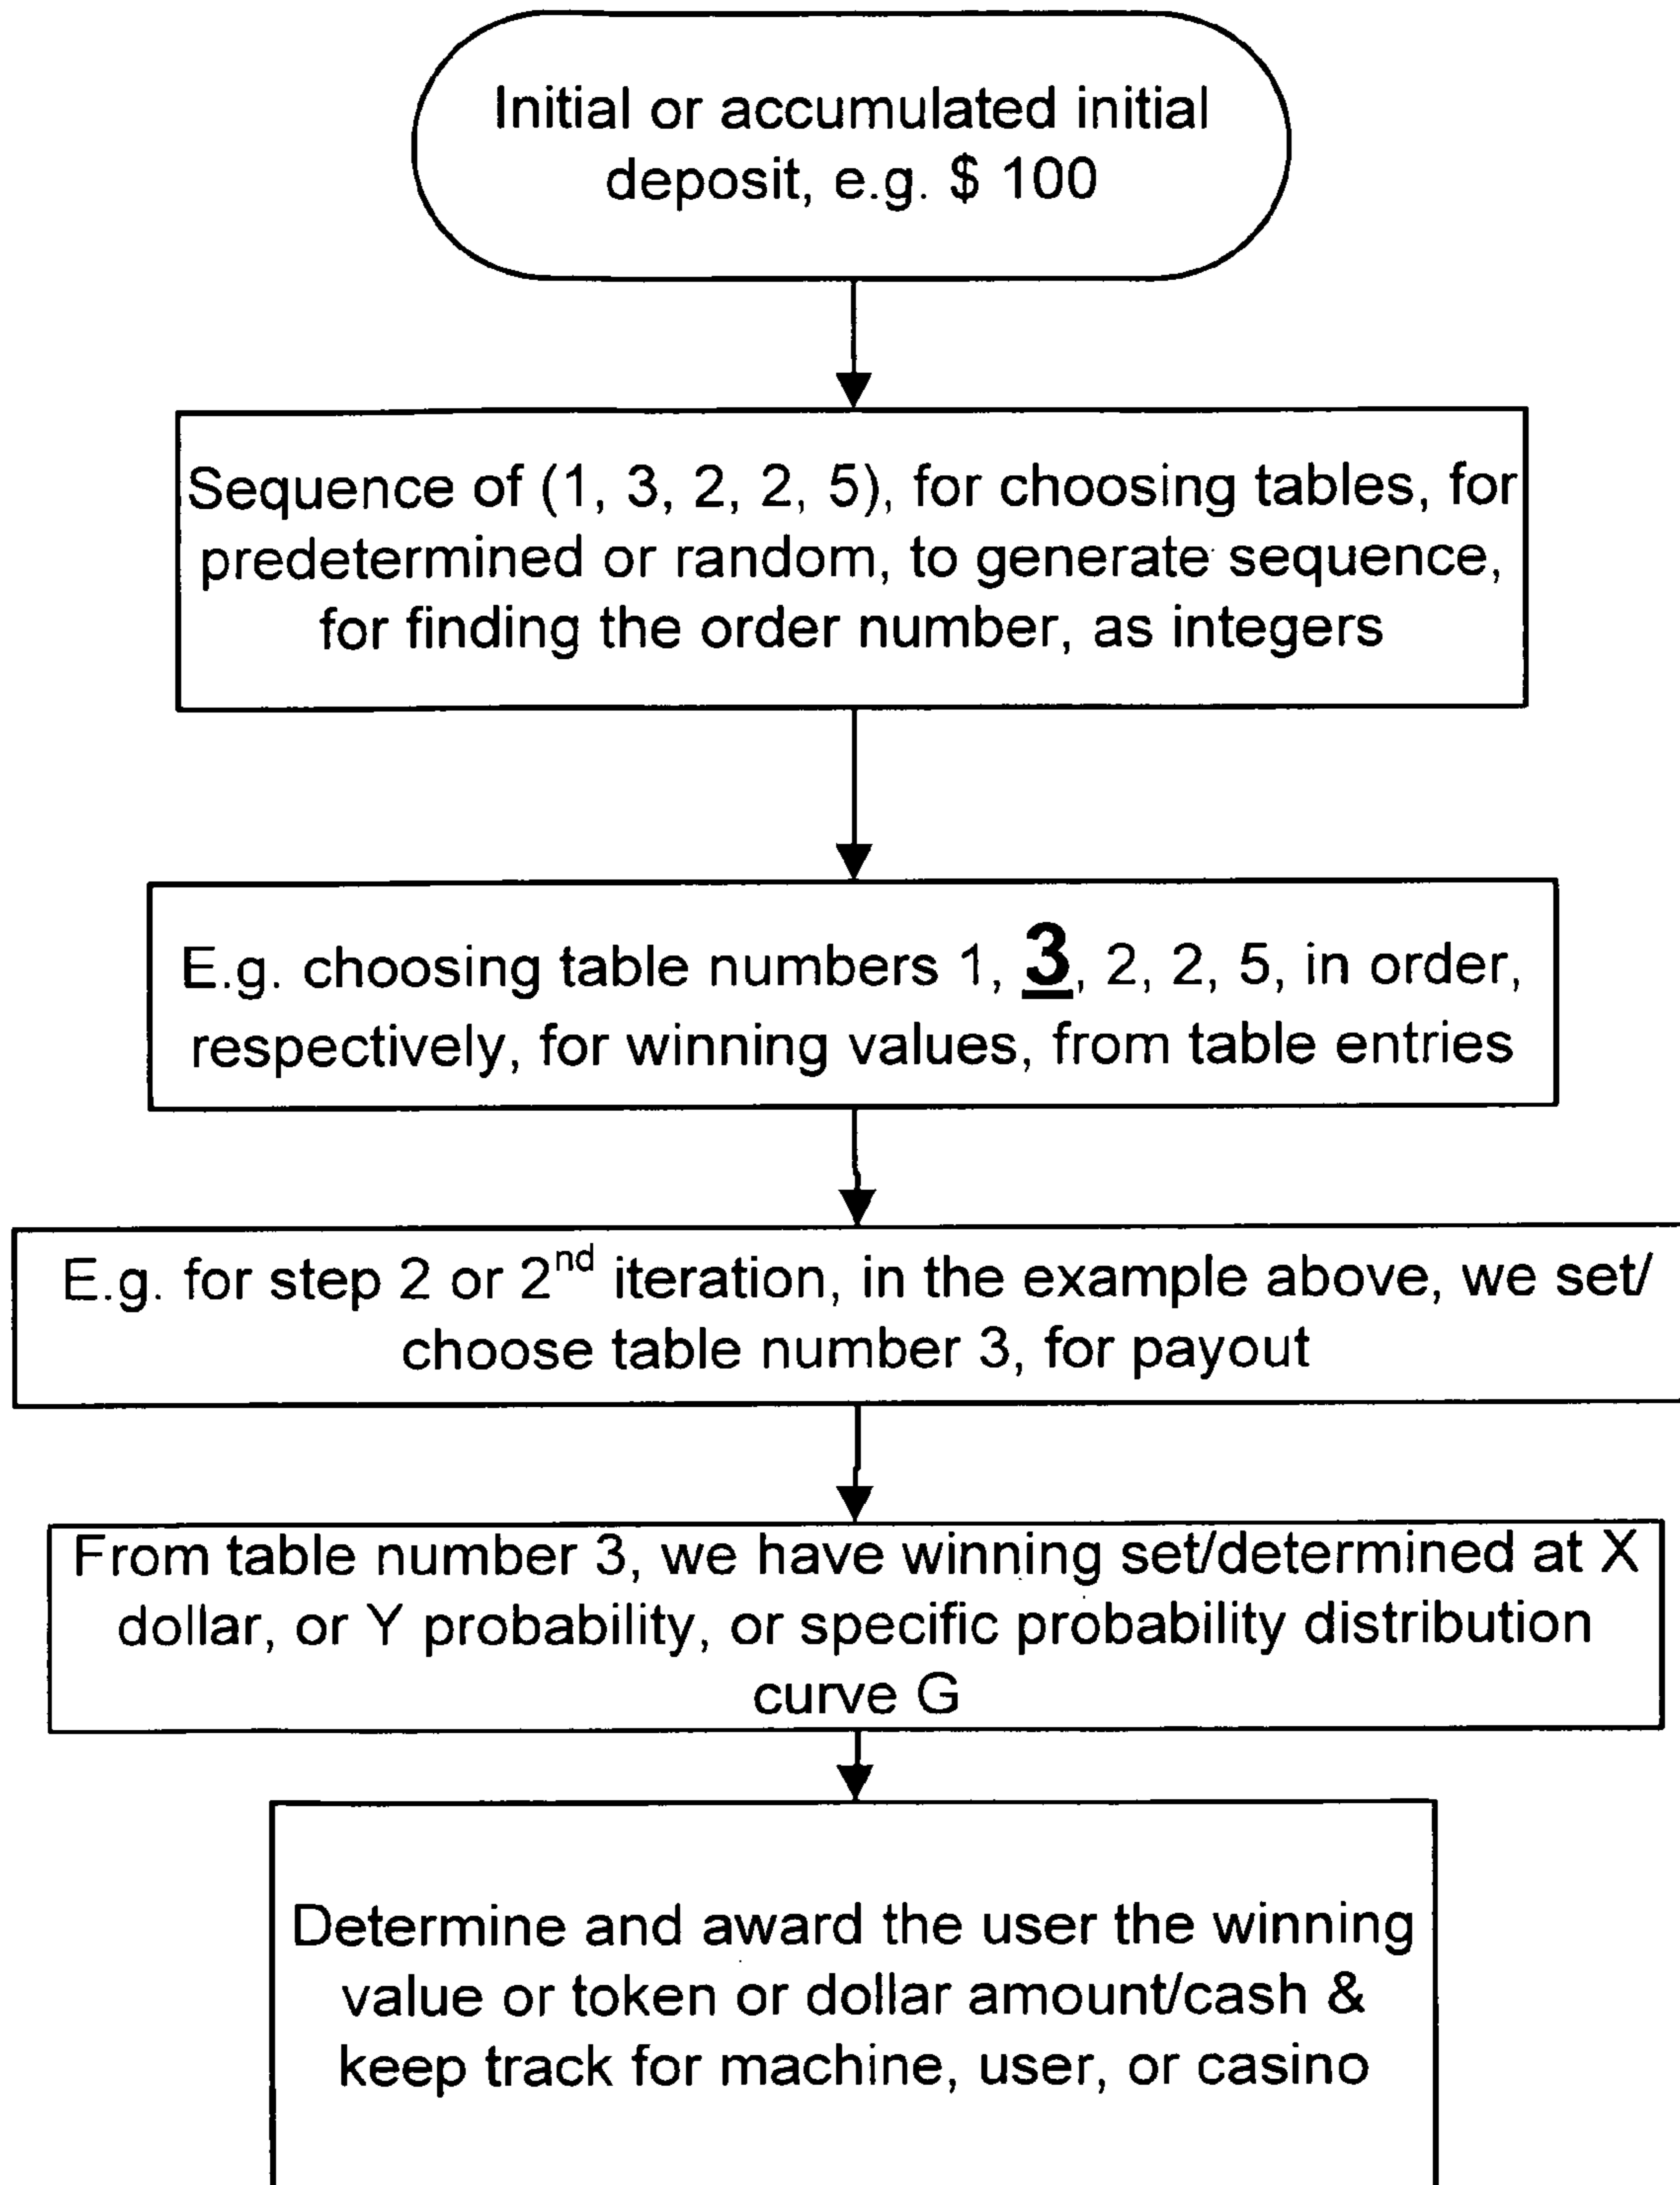 Initial or accumulated initial
deposit, e.g. $ 100
Sequence of (1, 3, 2, 2, 5), for choosing tables, for
predetermined or random, to generate sequence,
for finding the order number, as integers
E.g. choosing table numbers 1, 3, 2, 2, 5, in order,
respectively, for winning values, from table entries
E.g. for step 2 or 2nd iteration, in the example above, we set/
choose table number 3, for payout
From table number 3, we have winning set/determined at X
dollar, or Y probability, or specific probability distribution
curve G
Determine and award the user the winning
value or token or dollar amount/cash &
keep track for machine, user, or casino